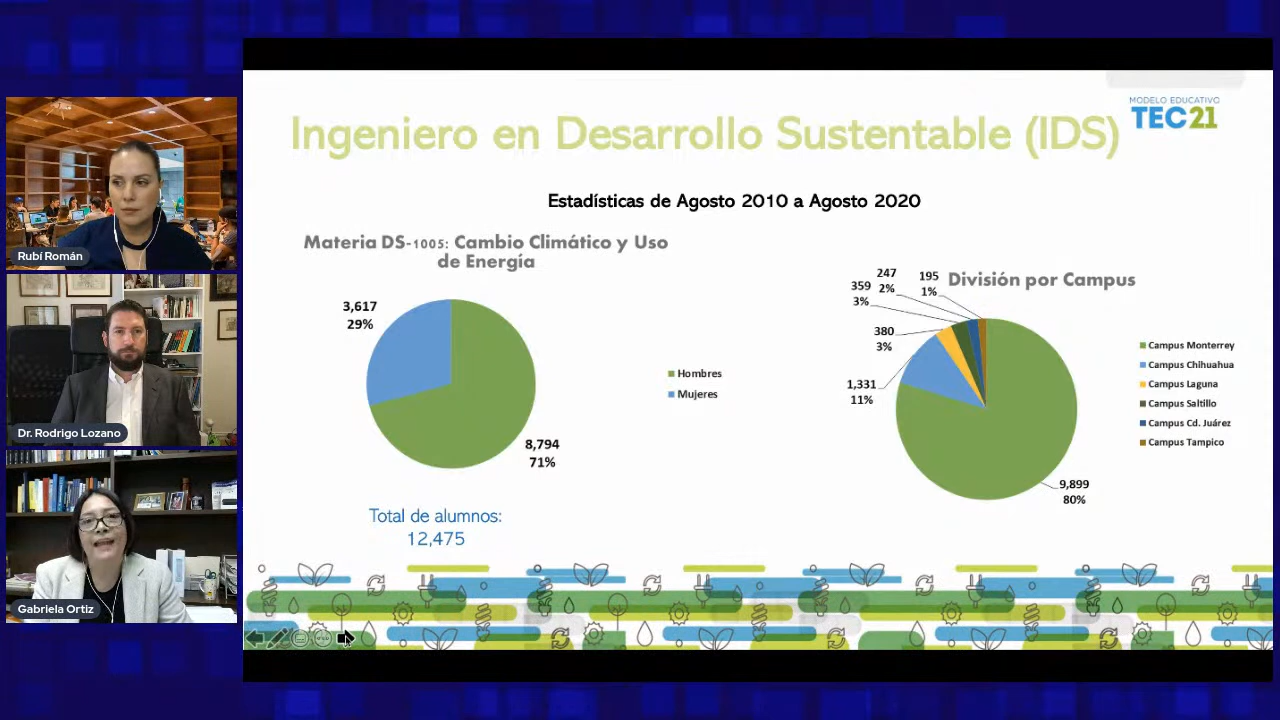 Rubí Román
Dr. Rodrigo Lozano
Gabriela Ortiz
Ingeniero en Desarrollo Sustentable (IDS)
MODELO EDUCATIVO
TEC21
Estadísticas de Agosto 2010 a Agosto 2020
Materia DS-1005: Cambio Climático y Uso
de Energía
3,617
29%
8,794
71%
Hombres
Mujeres
Total de alumnos:
12,475
División por Campus
247
2%
195
1%
359
3%
380
3%
1,331
11%
9,899
80%
Campus Monterrey
Campus Chihuahua
Campus Laguna
Campus Saltillo
Campus Cd. Juárez
Campus Tampico